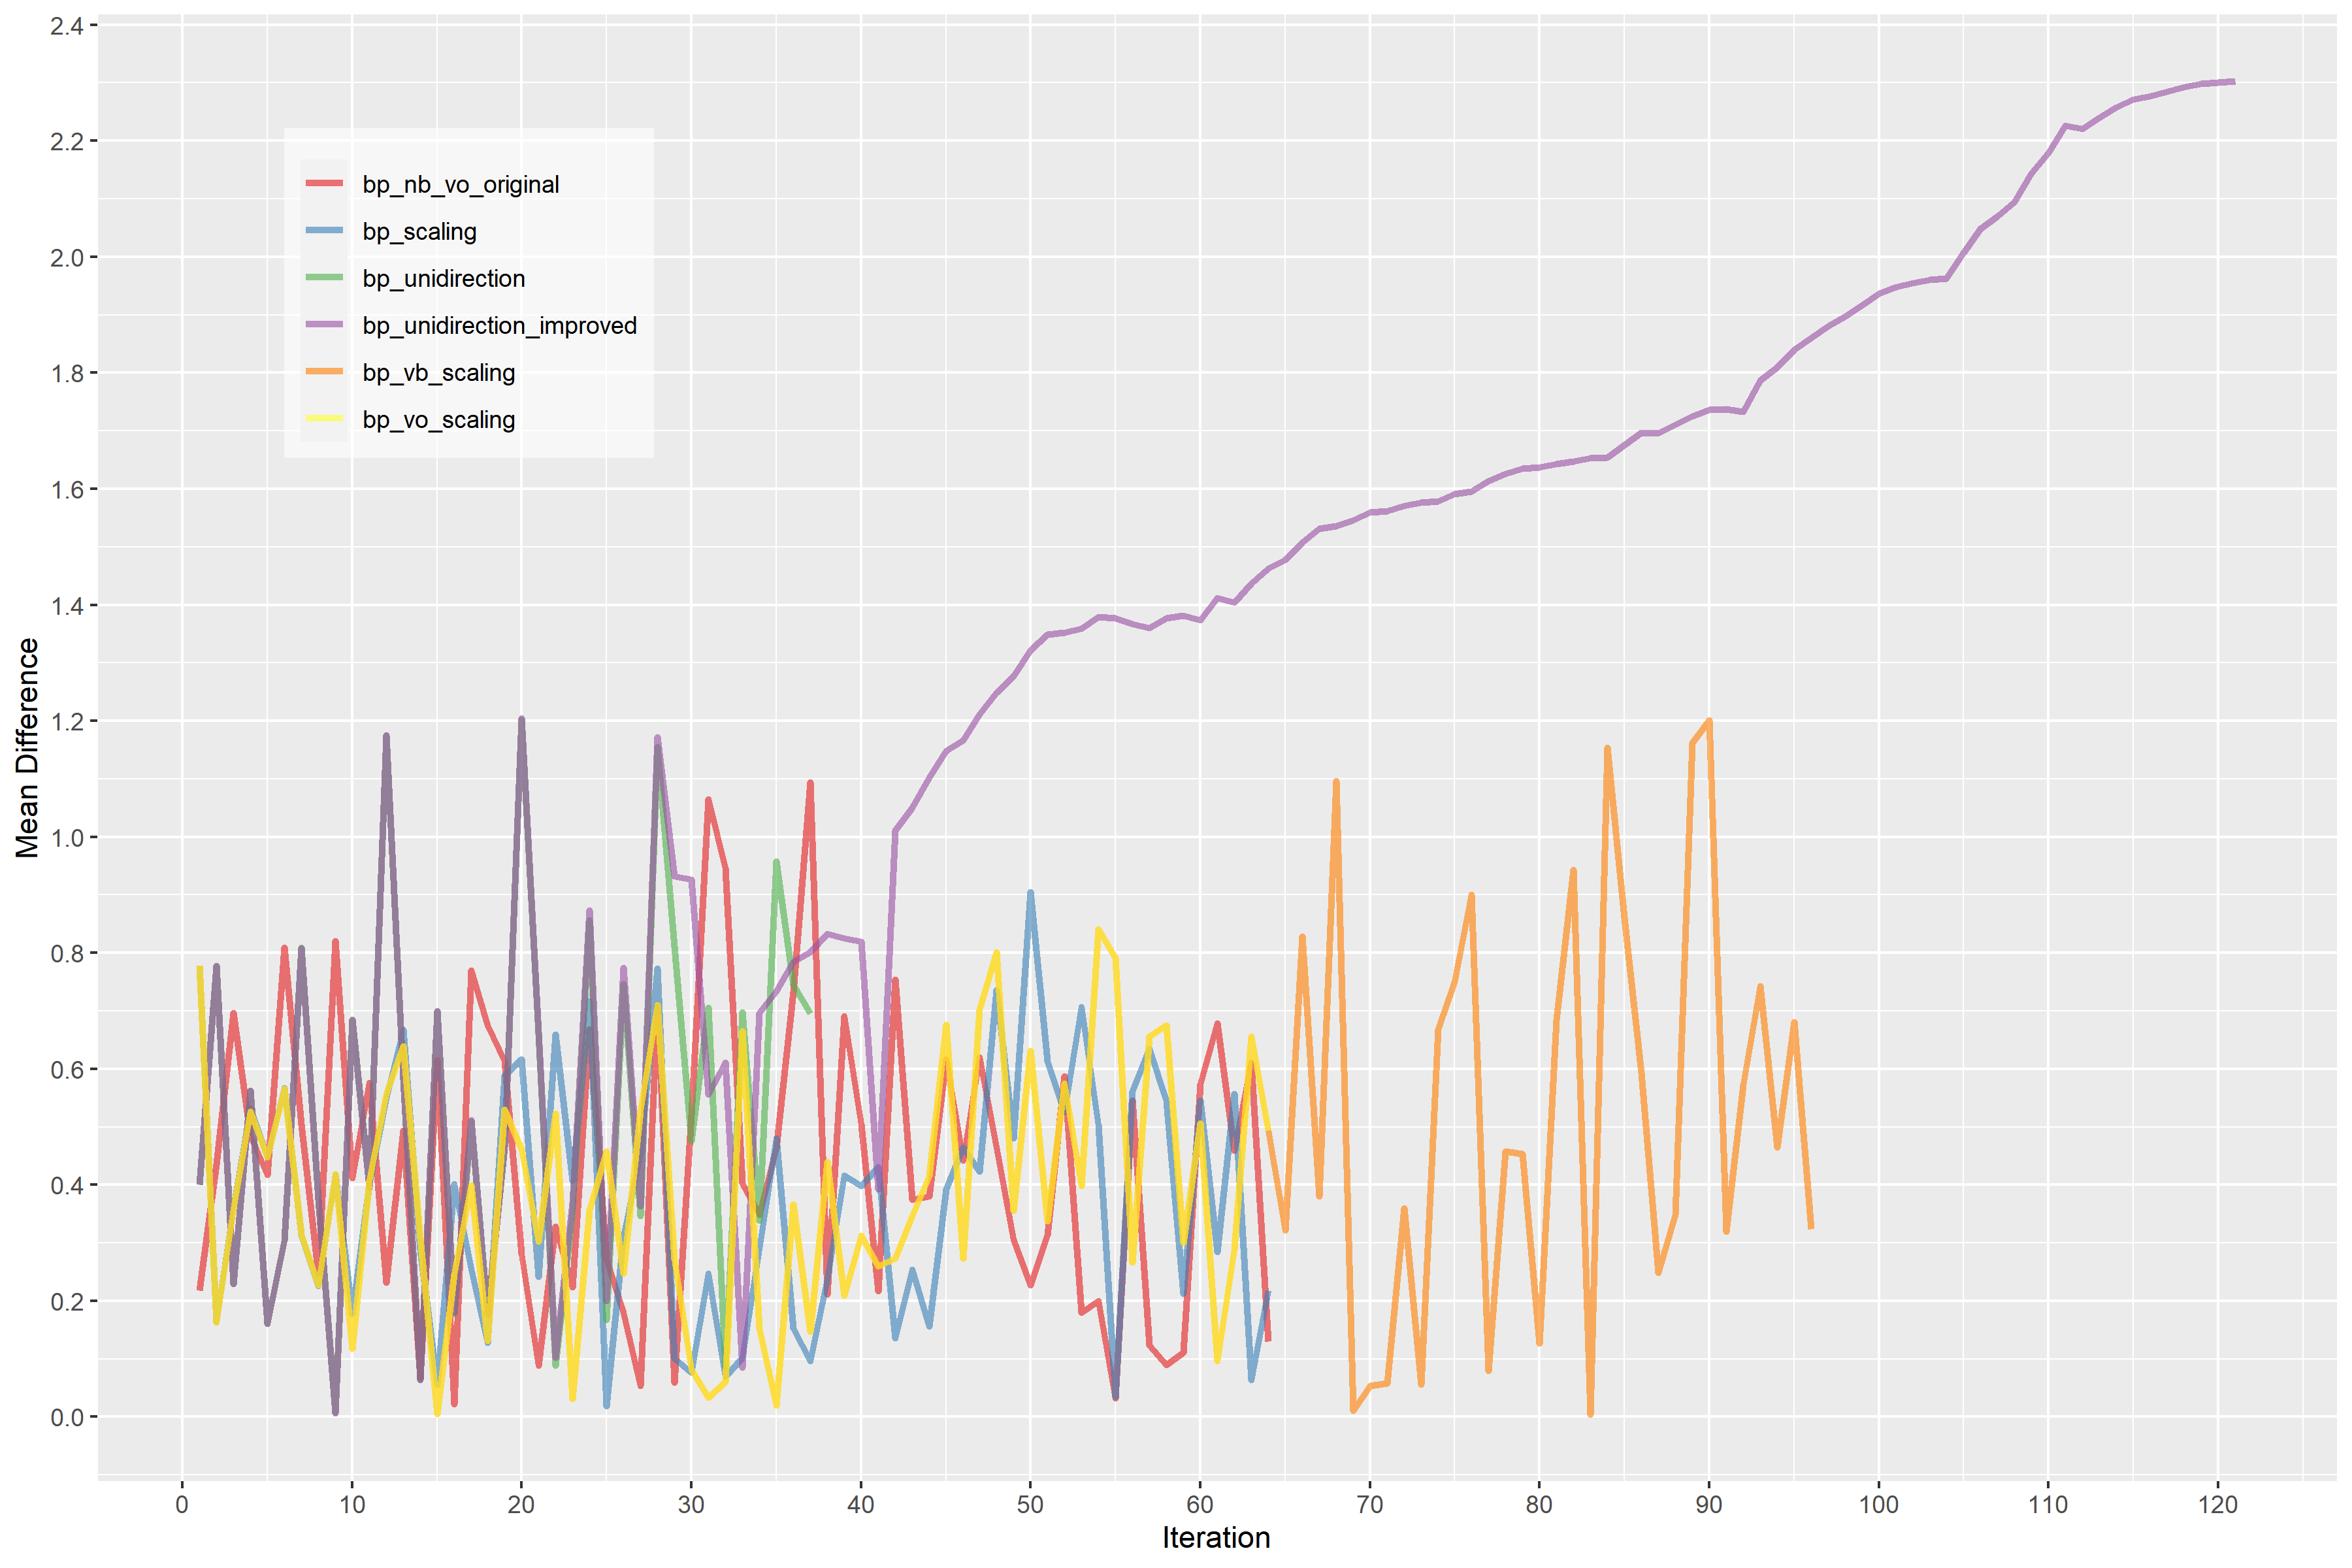 2.4
2.2
2.0
1.8
1.6
1.4
1.2
1.0
0.8
0.6
0.4
0.2
0.0
Mean Difference
bp_nb_vo_original
bp_scaling
bp_unidirection
bp_unidirection_improved
bp_vb_scaling
bp_vo_scaling
0 10 20 30 40 50 60 70 80 90 100 110 120
Iteration